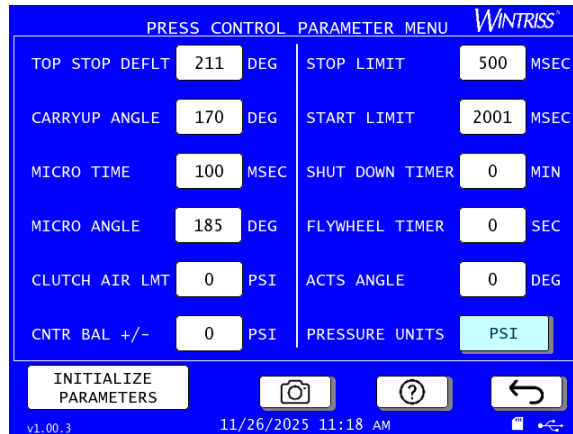 PRESS CONTROL PARAMETER MENU WINTRISS®
TOP STOP DEFLT 211 DEG
CARRYUP ANGLE 170 DEG
MICRO TIME 100 MSEC
MICRO ANGLE 185 DEG
CLUTCH AIR LMT 0 PSI
CNTR BAL +/- 0 PSI
STOP LIMIT 500 MSEC
START LIMIT 2001 MSEC
SHUT DOWN TIMER 0 MIN
FLYWHEEL TIMER 0 SEC
ACTS ANGLE 0 DEG
PRESSURE UNITS PSI
INITIALIZE
PARAMETERS
v1.00.3
11/26/2025 11:18 AM